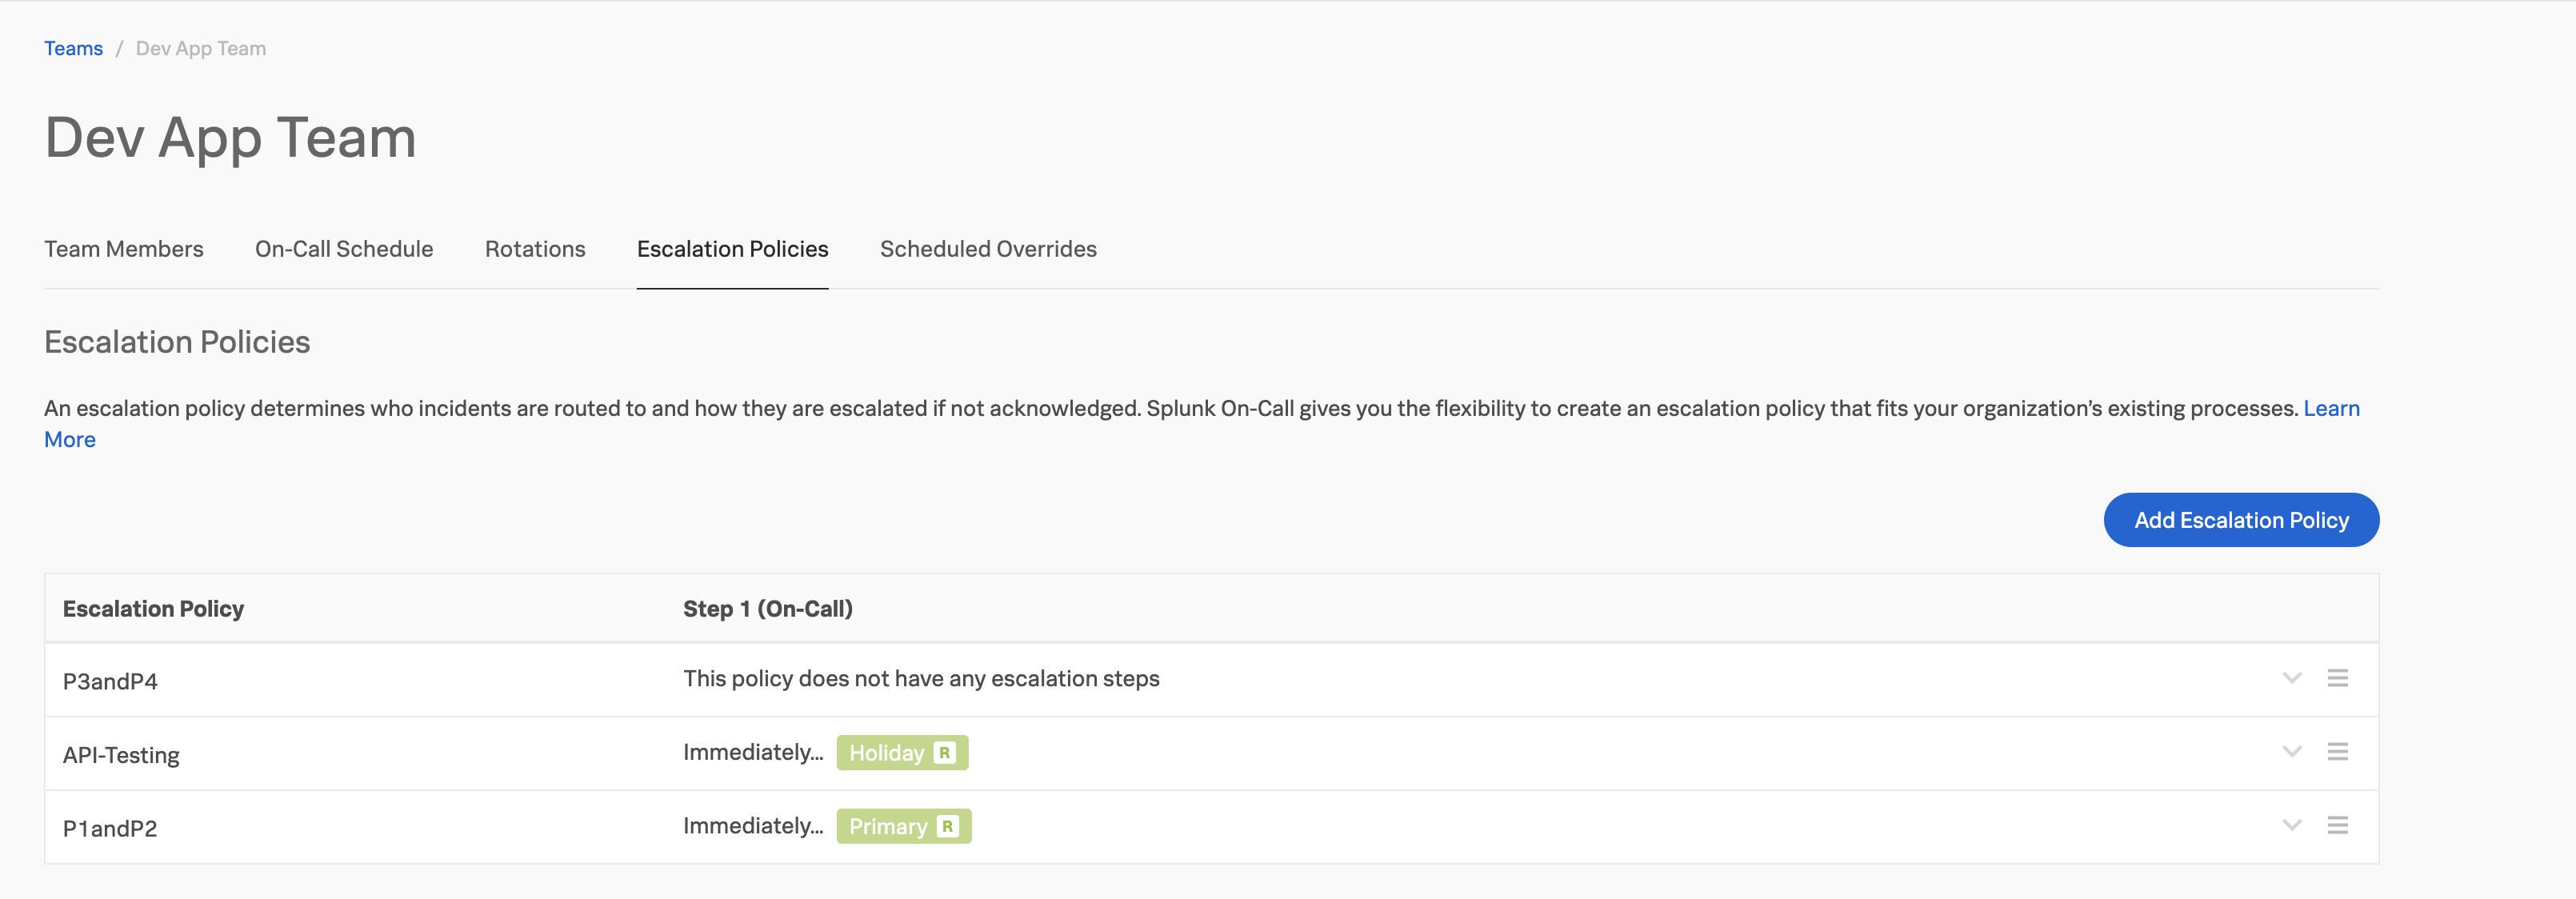 Teams / Dev App Team
Dev App Team
Team Members On-Call Schedule Rotations Escalation Policies Scheduled Overrides
Escalation Policies
An escalation policy determines who incidents are routed to and how they are escalated if not acknowledged. Splunk On-Call gives you the flexibility to create an escalation policy that fits your organization’s existing processes. Learn
More
Add Escalation Policy
Escalation Policy Step 1 (On-Call)
P3andP4 This policy does not have any escalation steps
API-Testing Immediately... Holiday R
P1andP2 Immediately... Primary R